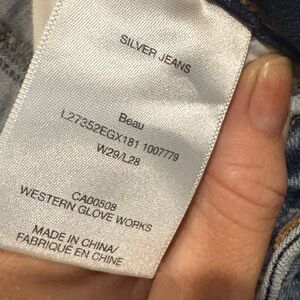 SILVER JEANS
Beau
L27352EGX181 1007779
W29/L28
CA00508
WESTERN GLOVE WORKS
MADE IN CHINA/
FABRIQUÉ EN CHINE